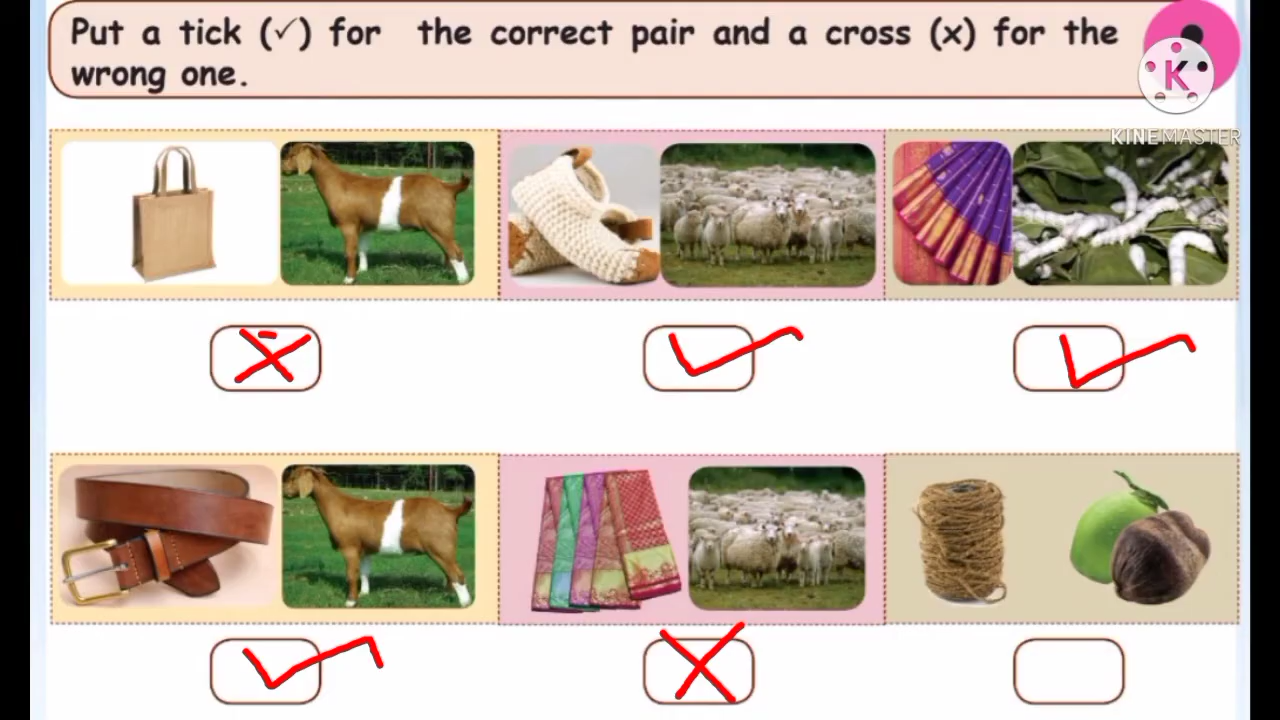 Put a tick (✓) for the correct pair and a cross (x) for the
wrong one.
K
KINEMASTER